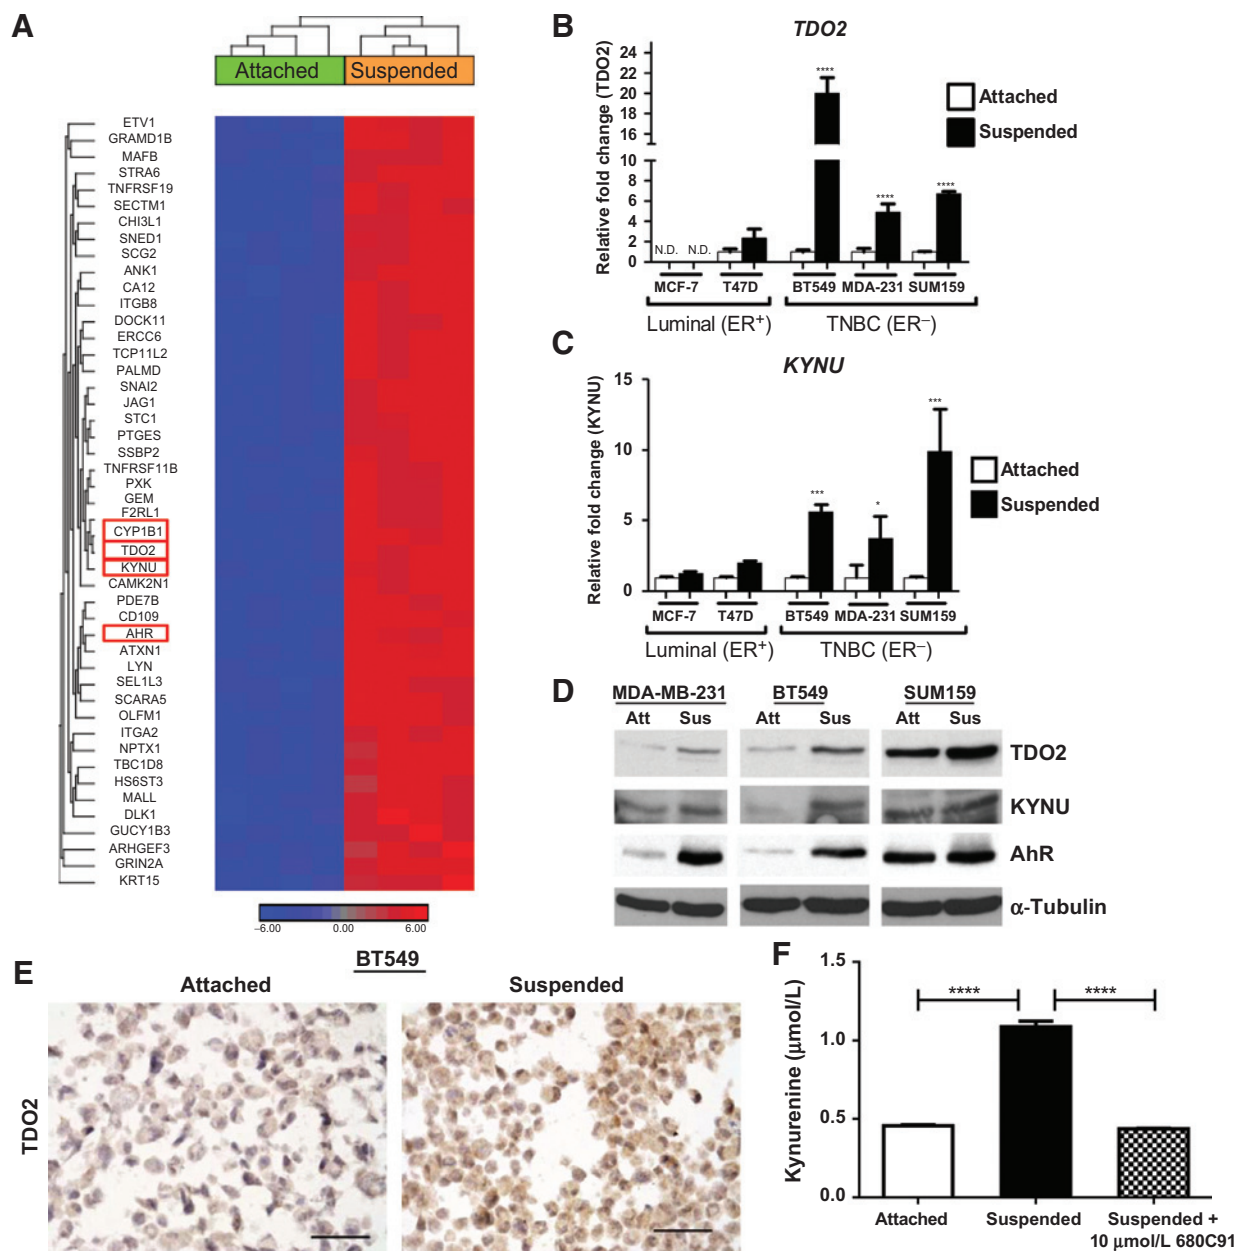 A
Attached
Suspended
ETV1
GRAMD1B
MAFB
STRA6
TNFRSF19
SECTM1
CHI3L1
SNED1
SCG2
ANK1
CA12
ITGB8
DOCK11
ERCC6
TCP11L2
PALMD
SNAI2
JAG1
STC1
PTGES
SSBP2
TNFRSF11B
PXK
GEM
F2RL1
CYP1B1
TDO2
KYNU
CAMK2N1
PDE7B
CD109
AHR
ATXN1
LYN
SEL1L3
SCARA5
OLFM1
ITGA2
NPTX1
TBC1D8
HS6ST3
MALL
DLK1
GUCY1B3
ARHGEF3
GRIN2A
KRT15
–6.00 0.00 6.00
B
TDO2
Relative fold change (TDO2)
24
22
20
18
16
10
8
6
4
2
0
N.D. N.D.
****
****
****
Attached
Suspended
MCF-7 T47D BT549 MDA-231 SUM159
Luminal (ER+) TNBC (ER–)
C
KYNU
Relative fold change (KYNU)
15
10
5
0
***
*
***
Attached
Suspended
MCF-7 T47D BT549 MDA-231 SUM159
Luminal (ER+) TNBC (ER–)
D
MDA-MB-231 BT549 SUM159
Att Sus Att Sus Att Sus
TDO2
KYNU
AhR
α-Tubulin
E
BT549
Attached Suspended
TDO2
F
Kynurenine (μmol/L)
1.5
1.0
0.5
0.0
**** ****
Attached Suspended Suspended +
10 μmol/L 680C91